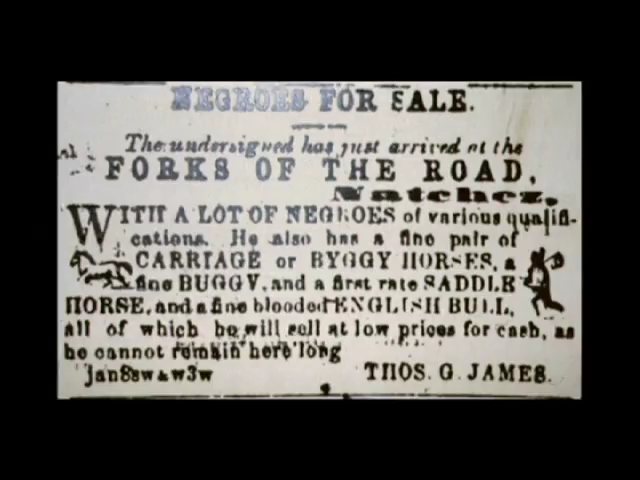 NEGROES FOR SALE.
The undersigned has just arrived at the
FORKS OF THE ROAD,
Natchez,
WITH A LOT OF NEGROES of various qualifi-
cations. He also has a fine pair of
CARRIAGE or BYGGY HORSES, a
fine BUGGY, and a first rate SADDLE
HORSE, and a fine blooded ENGLISH BULL,
all of which he will sell at low prices for cash, as
he cannot remain here long
jan8sw&w3w THOS. G. JAMES.